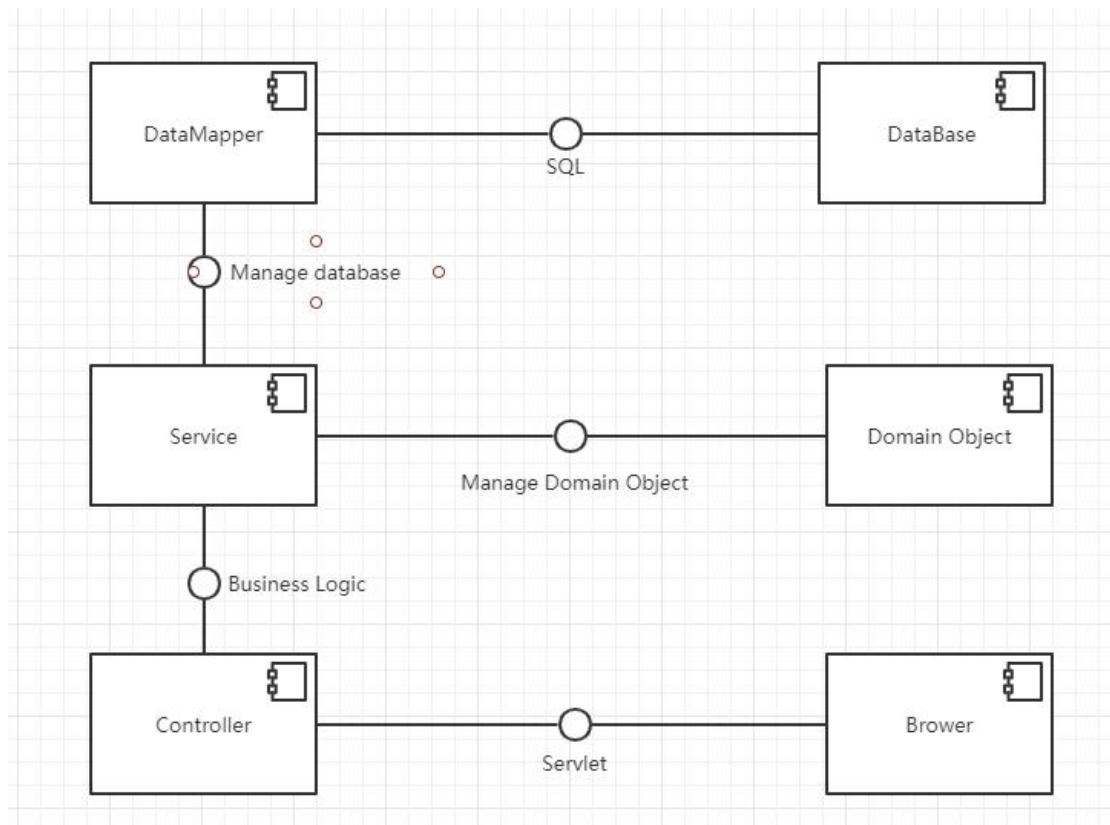 DataMapper
DataBase
SQL
Manage database
Service
Domain Object
Manage Domain Object
Business Logic
Controller
Brower
Servlet